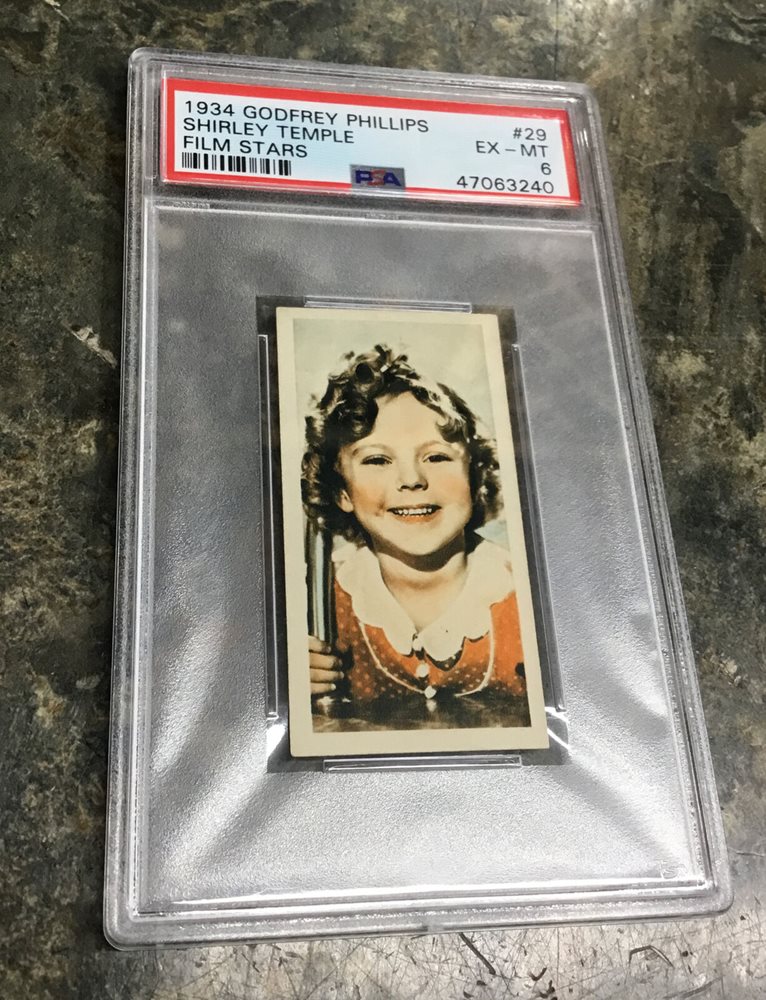 1934 GODFREY PHILLIPS #29
SHIRLEY TEMPLE EX - MT
FILM STARS 6
PSA 47063240